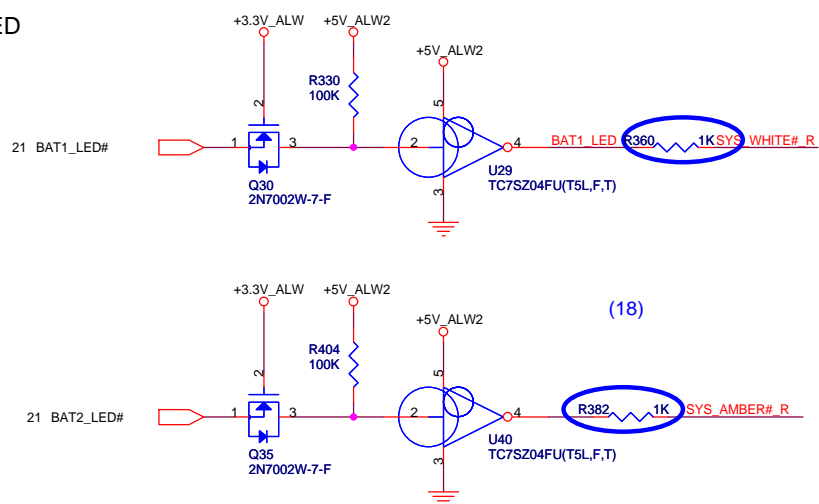 ED
+3.3V_ALW +5V_ALW2
+5V_ALW2
R330
100K
2
5
21 BAT1_LED#
1
3
2
4
BAT1_LED
R360
1K
SYS_WHITE#_R
3
U29
TC7SZ04FU(T5L,F,T)
Q30
2N7002W-7-F
+3.3V_ALW +5V_ALW2
(18)
+5V_ALW2
R404
100K
2
5
21 BAT2_LED#
1
3
2
4
R382
1K
SYS_AMBER#_R
3
U40
TC7SZ04FU(T5L,F,T)
Q35
2N7002W-7-F